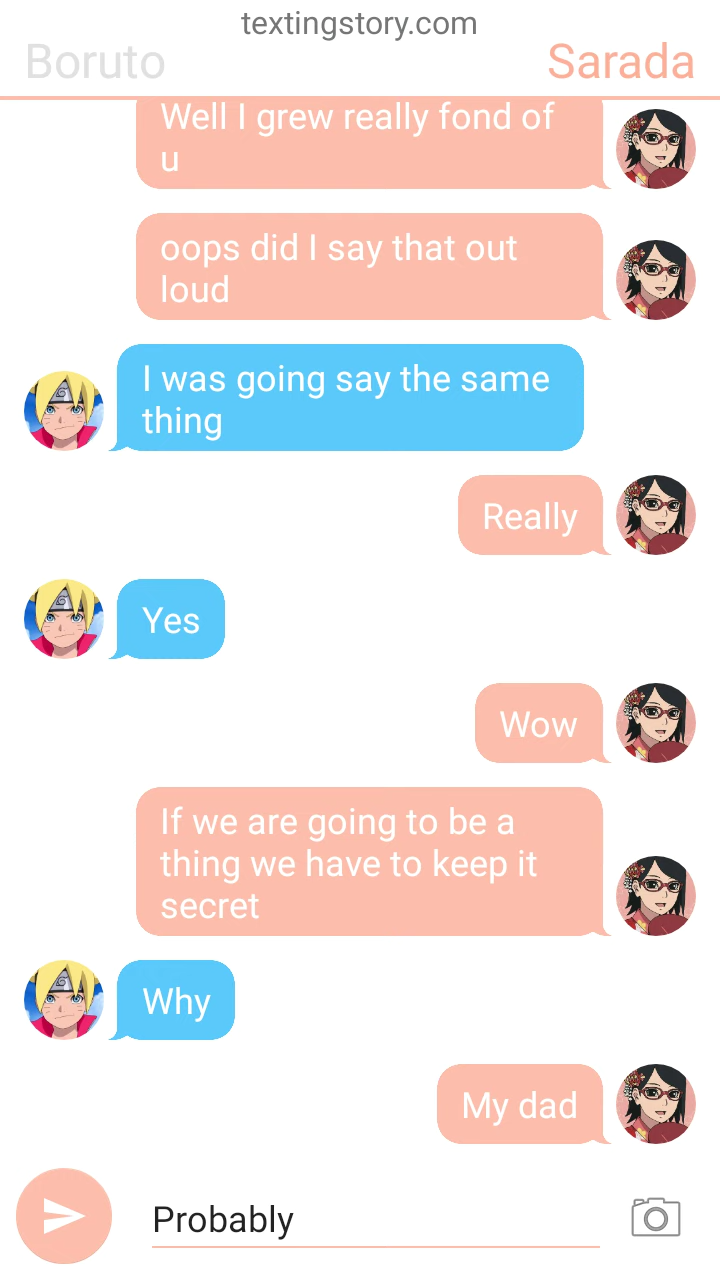 textingstory.com
Boruto
Sarada
Well I grew really fond of
u
oops did I say that out
loud
I was going say the same
thing
Really
Yes
Wow
If we are going to be a
thing we have to keep it
secret
Why
My dad
Probably